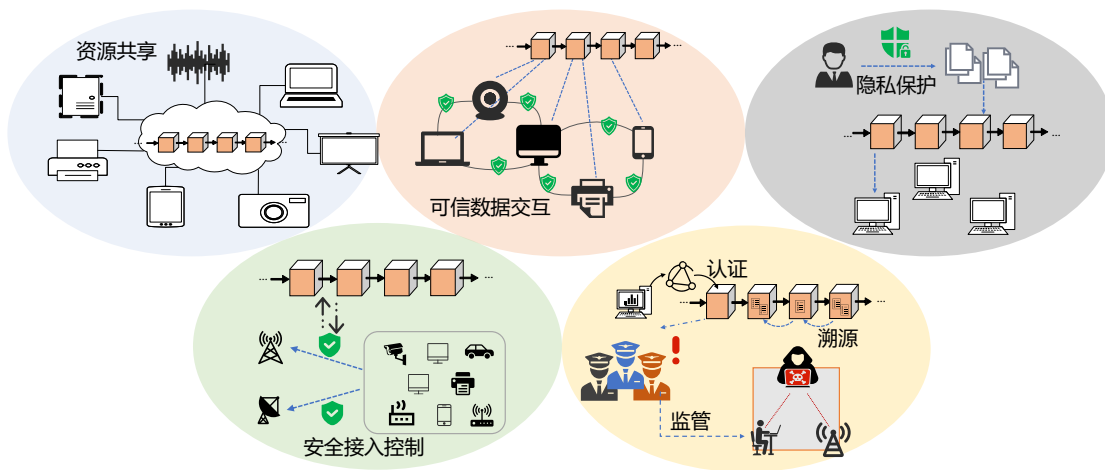 资源共享
可信数据交互
隐私保护
安全接入控制
认证
溯源
监管